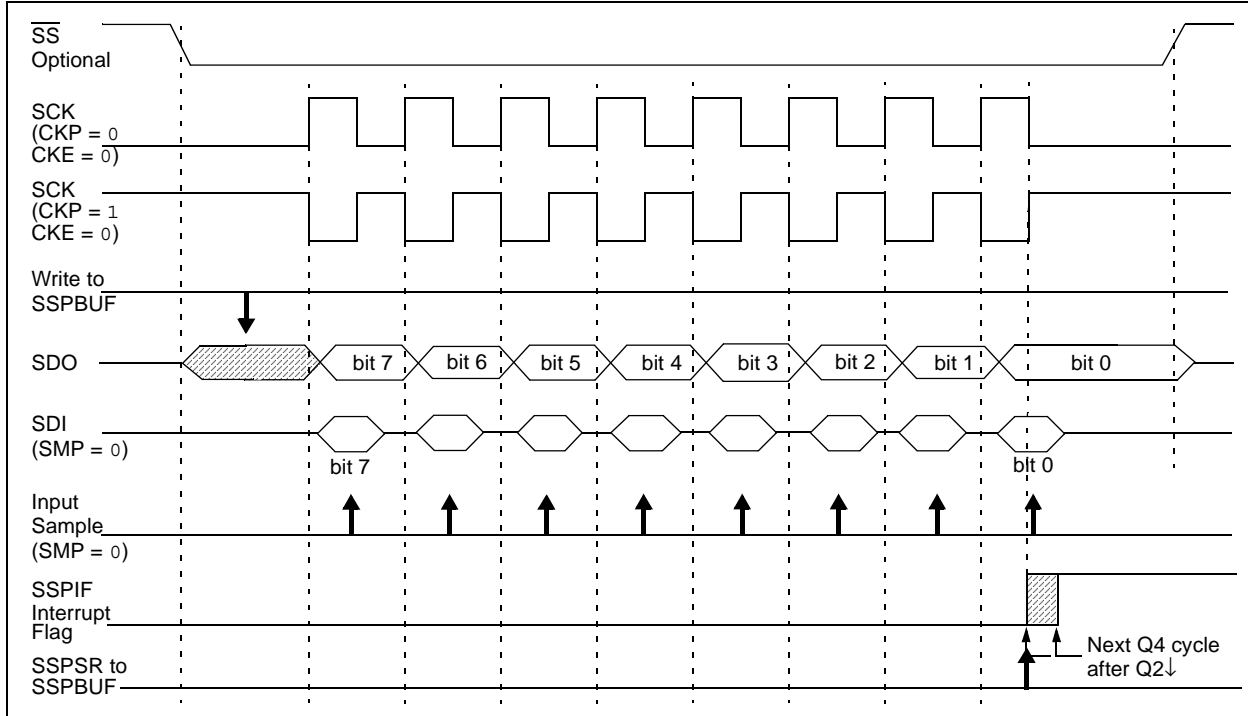 SS
Optional
SCK
(CKP = 0
CKE = 0)
SCK
(CKP = 1
CKE = 0)
Write to
SSPBUF
SDO
bit 7 bit 6 bit 5 bit 4 bit 3 bit 2 bit 1 bit 0
SDI
(SMP = 0)
bit 7 bit 0
Input
Sample
(SMP = 0)
SSPIF
Interrupt
Flag
Next Q4 cycle
after Q2↓
SSPSR to
SSPBUF